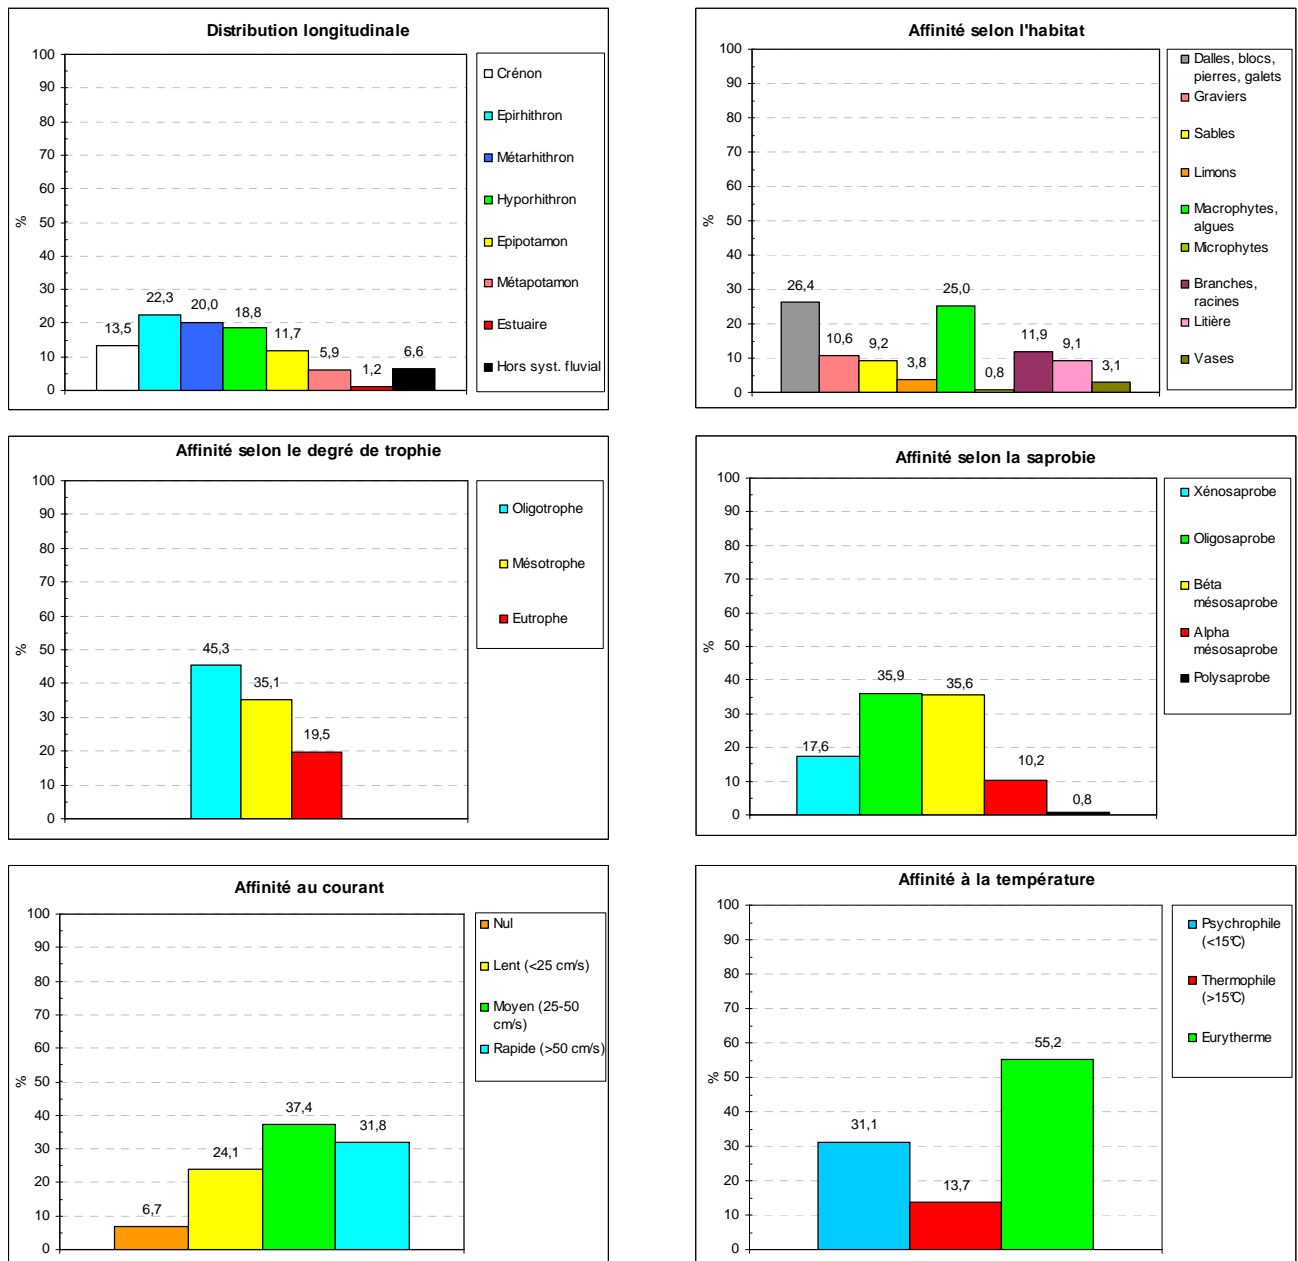 Distribution longitudinale
100
90
80
70
60
50
40
30
20
10
0
%
13,5
22,3
20,0
18,8
11,7
5,9
1,2
6,6
Crénon
Epirhithron
Métarhithron
Hyporhithron
Epipotamon
Métapotamon
Estuaire
Hors syst. fluvial
Affinité selon l'habitat
100
90
80
70
60
50
40
30
20
10
0
%
26,4
10,6
9,2
3,8
25,0
0,8
11,9
9,1
3,1
Dalles, blocs,
pierres, galets
Graviers
Sables
Limons
Macrophytes,
algues
Microphytes
Branches,
racines
Litière
Vases
Affinité selon le degré de trophie
100
90
80
70
60
50
40
30
20
10
0
%
45,3
35,1
19,5
Oligotrophe
Mésotrophe
Eutrophe
Affinité selon la saprobie
100
90
80
70
60
50
40
30
20
10
0
%
17,6
35,9
35,6
10,2
0,8
Xénosaprobe
Oligosaprobe
Béta
mésosaprobe
Alpha
mésosaprobe
Polysaprobe
Affinité au courant
100
90
80
70
60
50
40
30
20
10
0
%
6,7
24,1
37,4
31,8
Nul
Lent (<25 cm/s)
Moyen (25-50
cm/s)
Rapide (>50 cm/s)
Affinité à la température
100
90
80
70
60
50
40
30
20
10
0
%
31,1
13,7
55,2
Psychrophile
(<15°C)
Thermophile
(>15°C)
Eurytherme